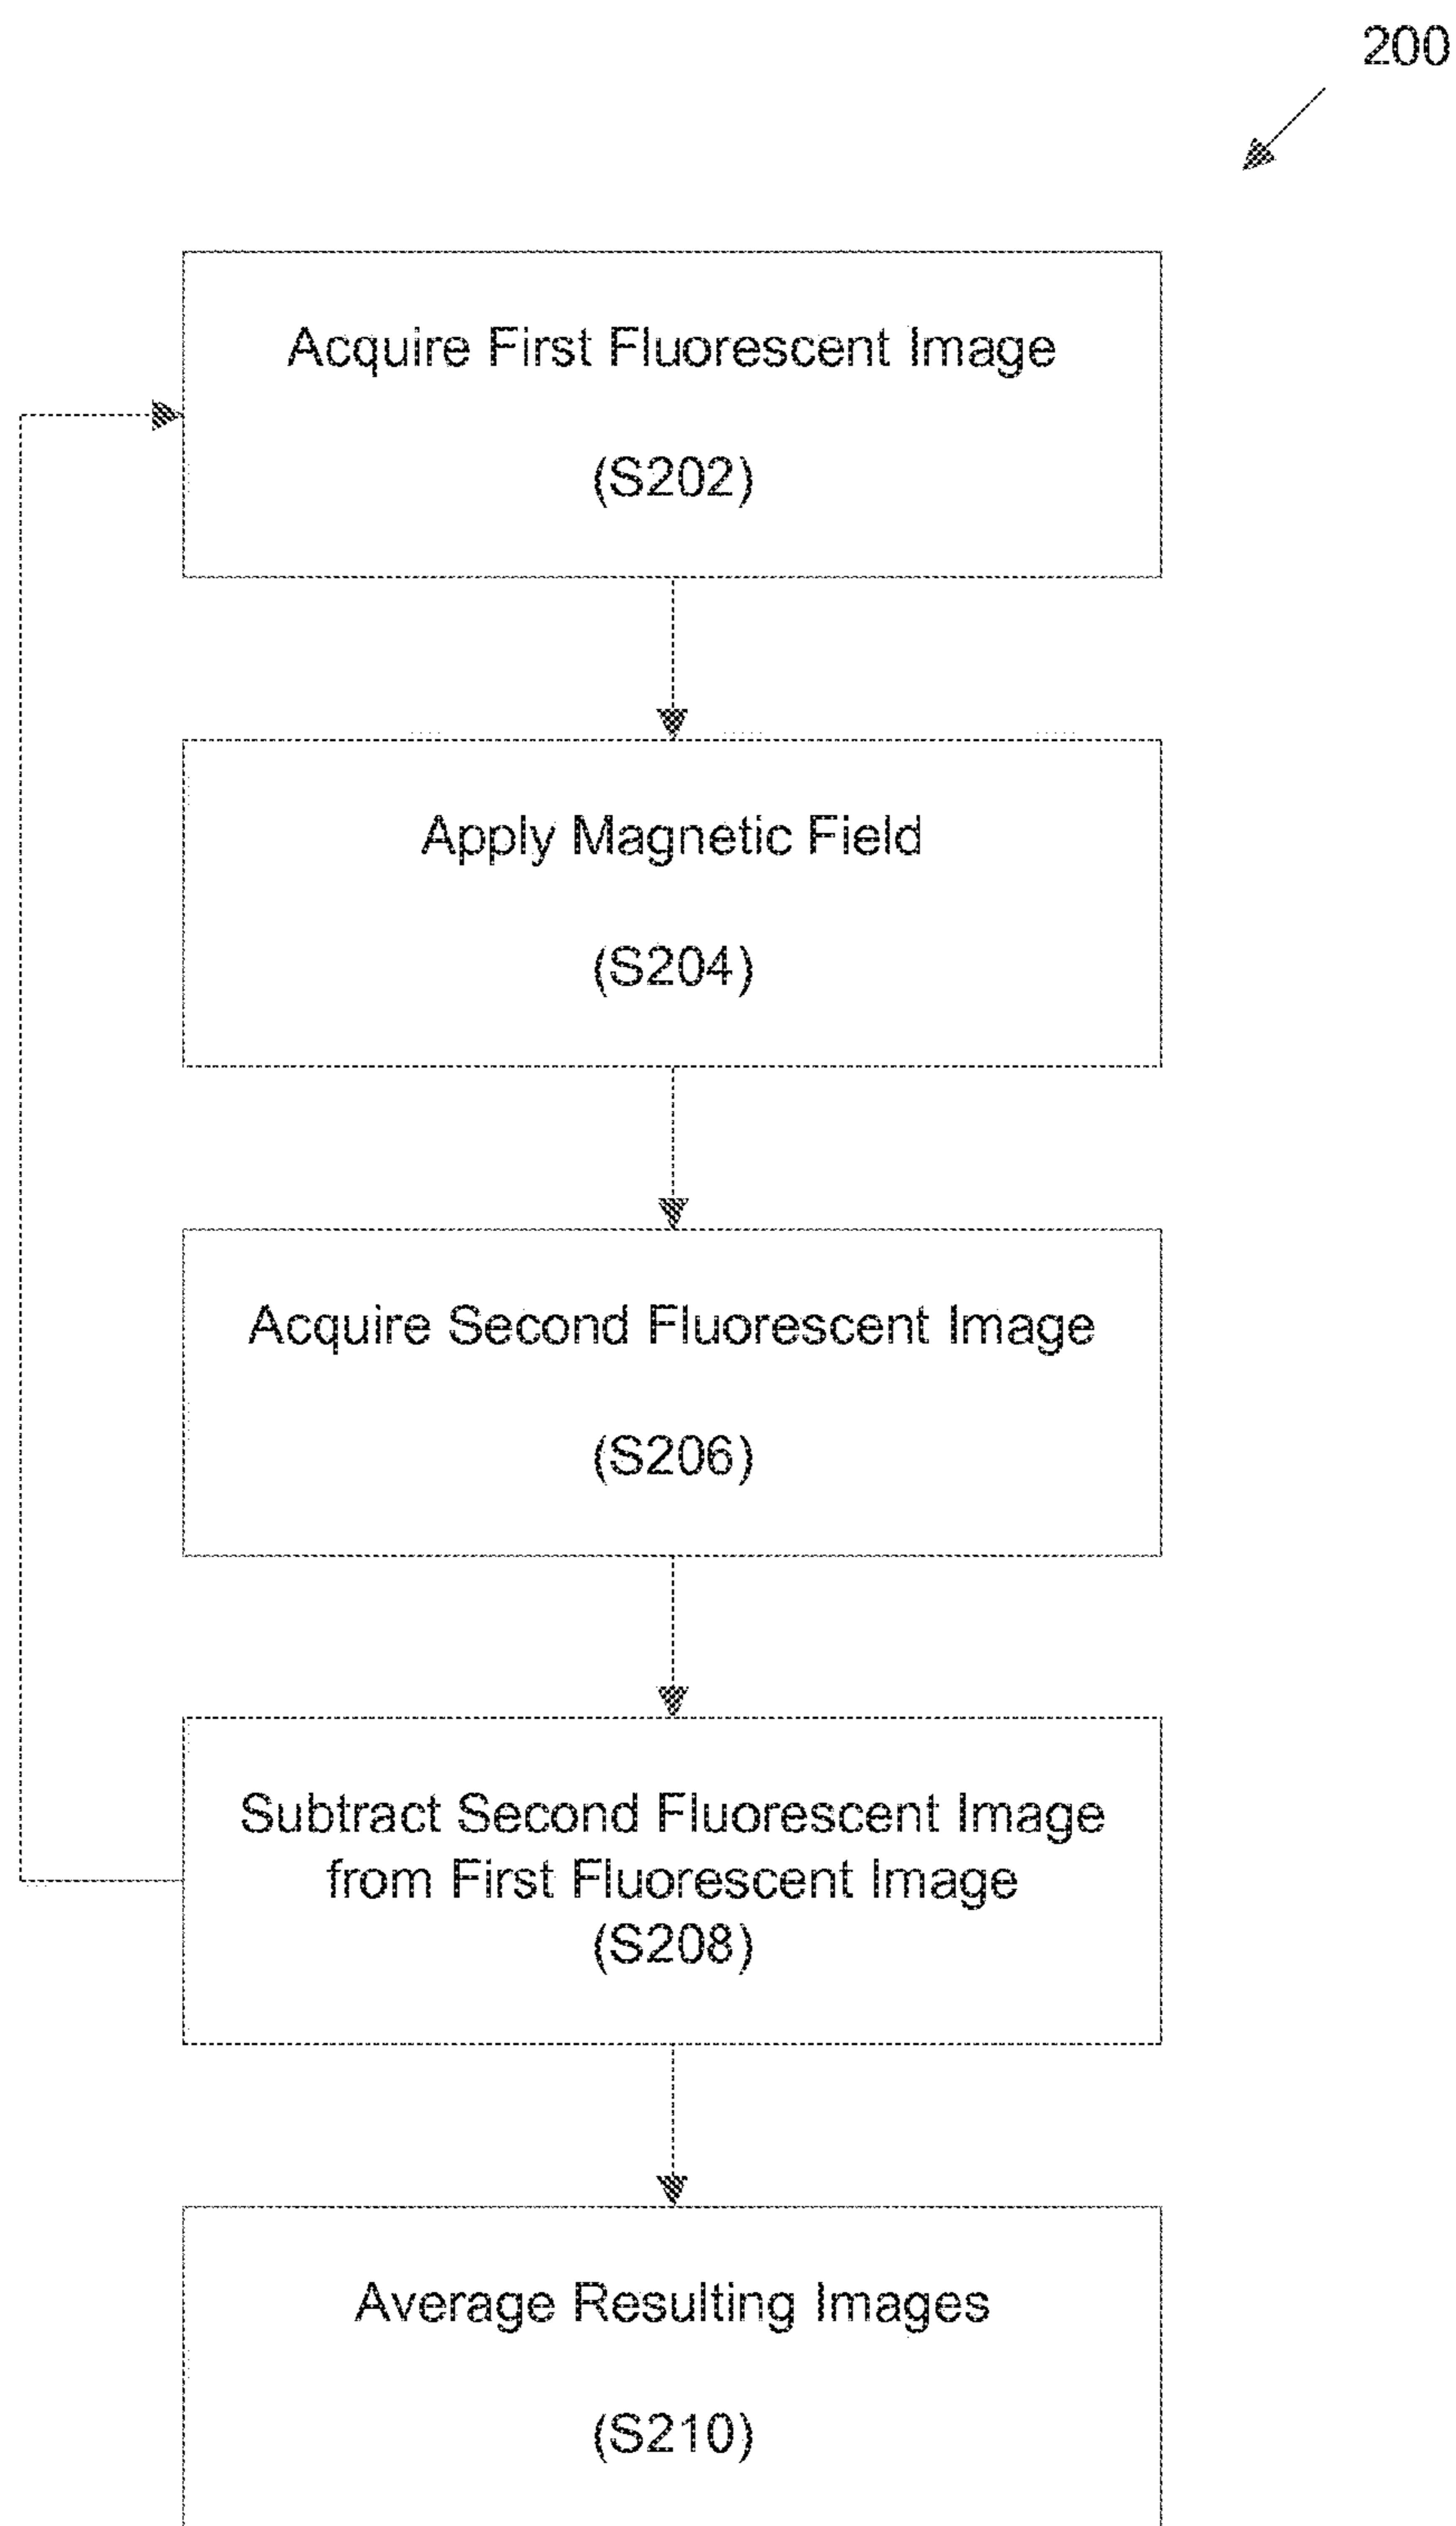 200
Acquire First Fluorescent Image
(S202)
Apply Magnetic Field
(S204)
Acquire Second Fluorescent Image
(S206)
Subtract Second Fluorescent Image
from First Fluorescent Image
(S208)
Average Resulting Images
(S210)